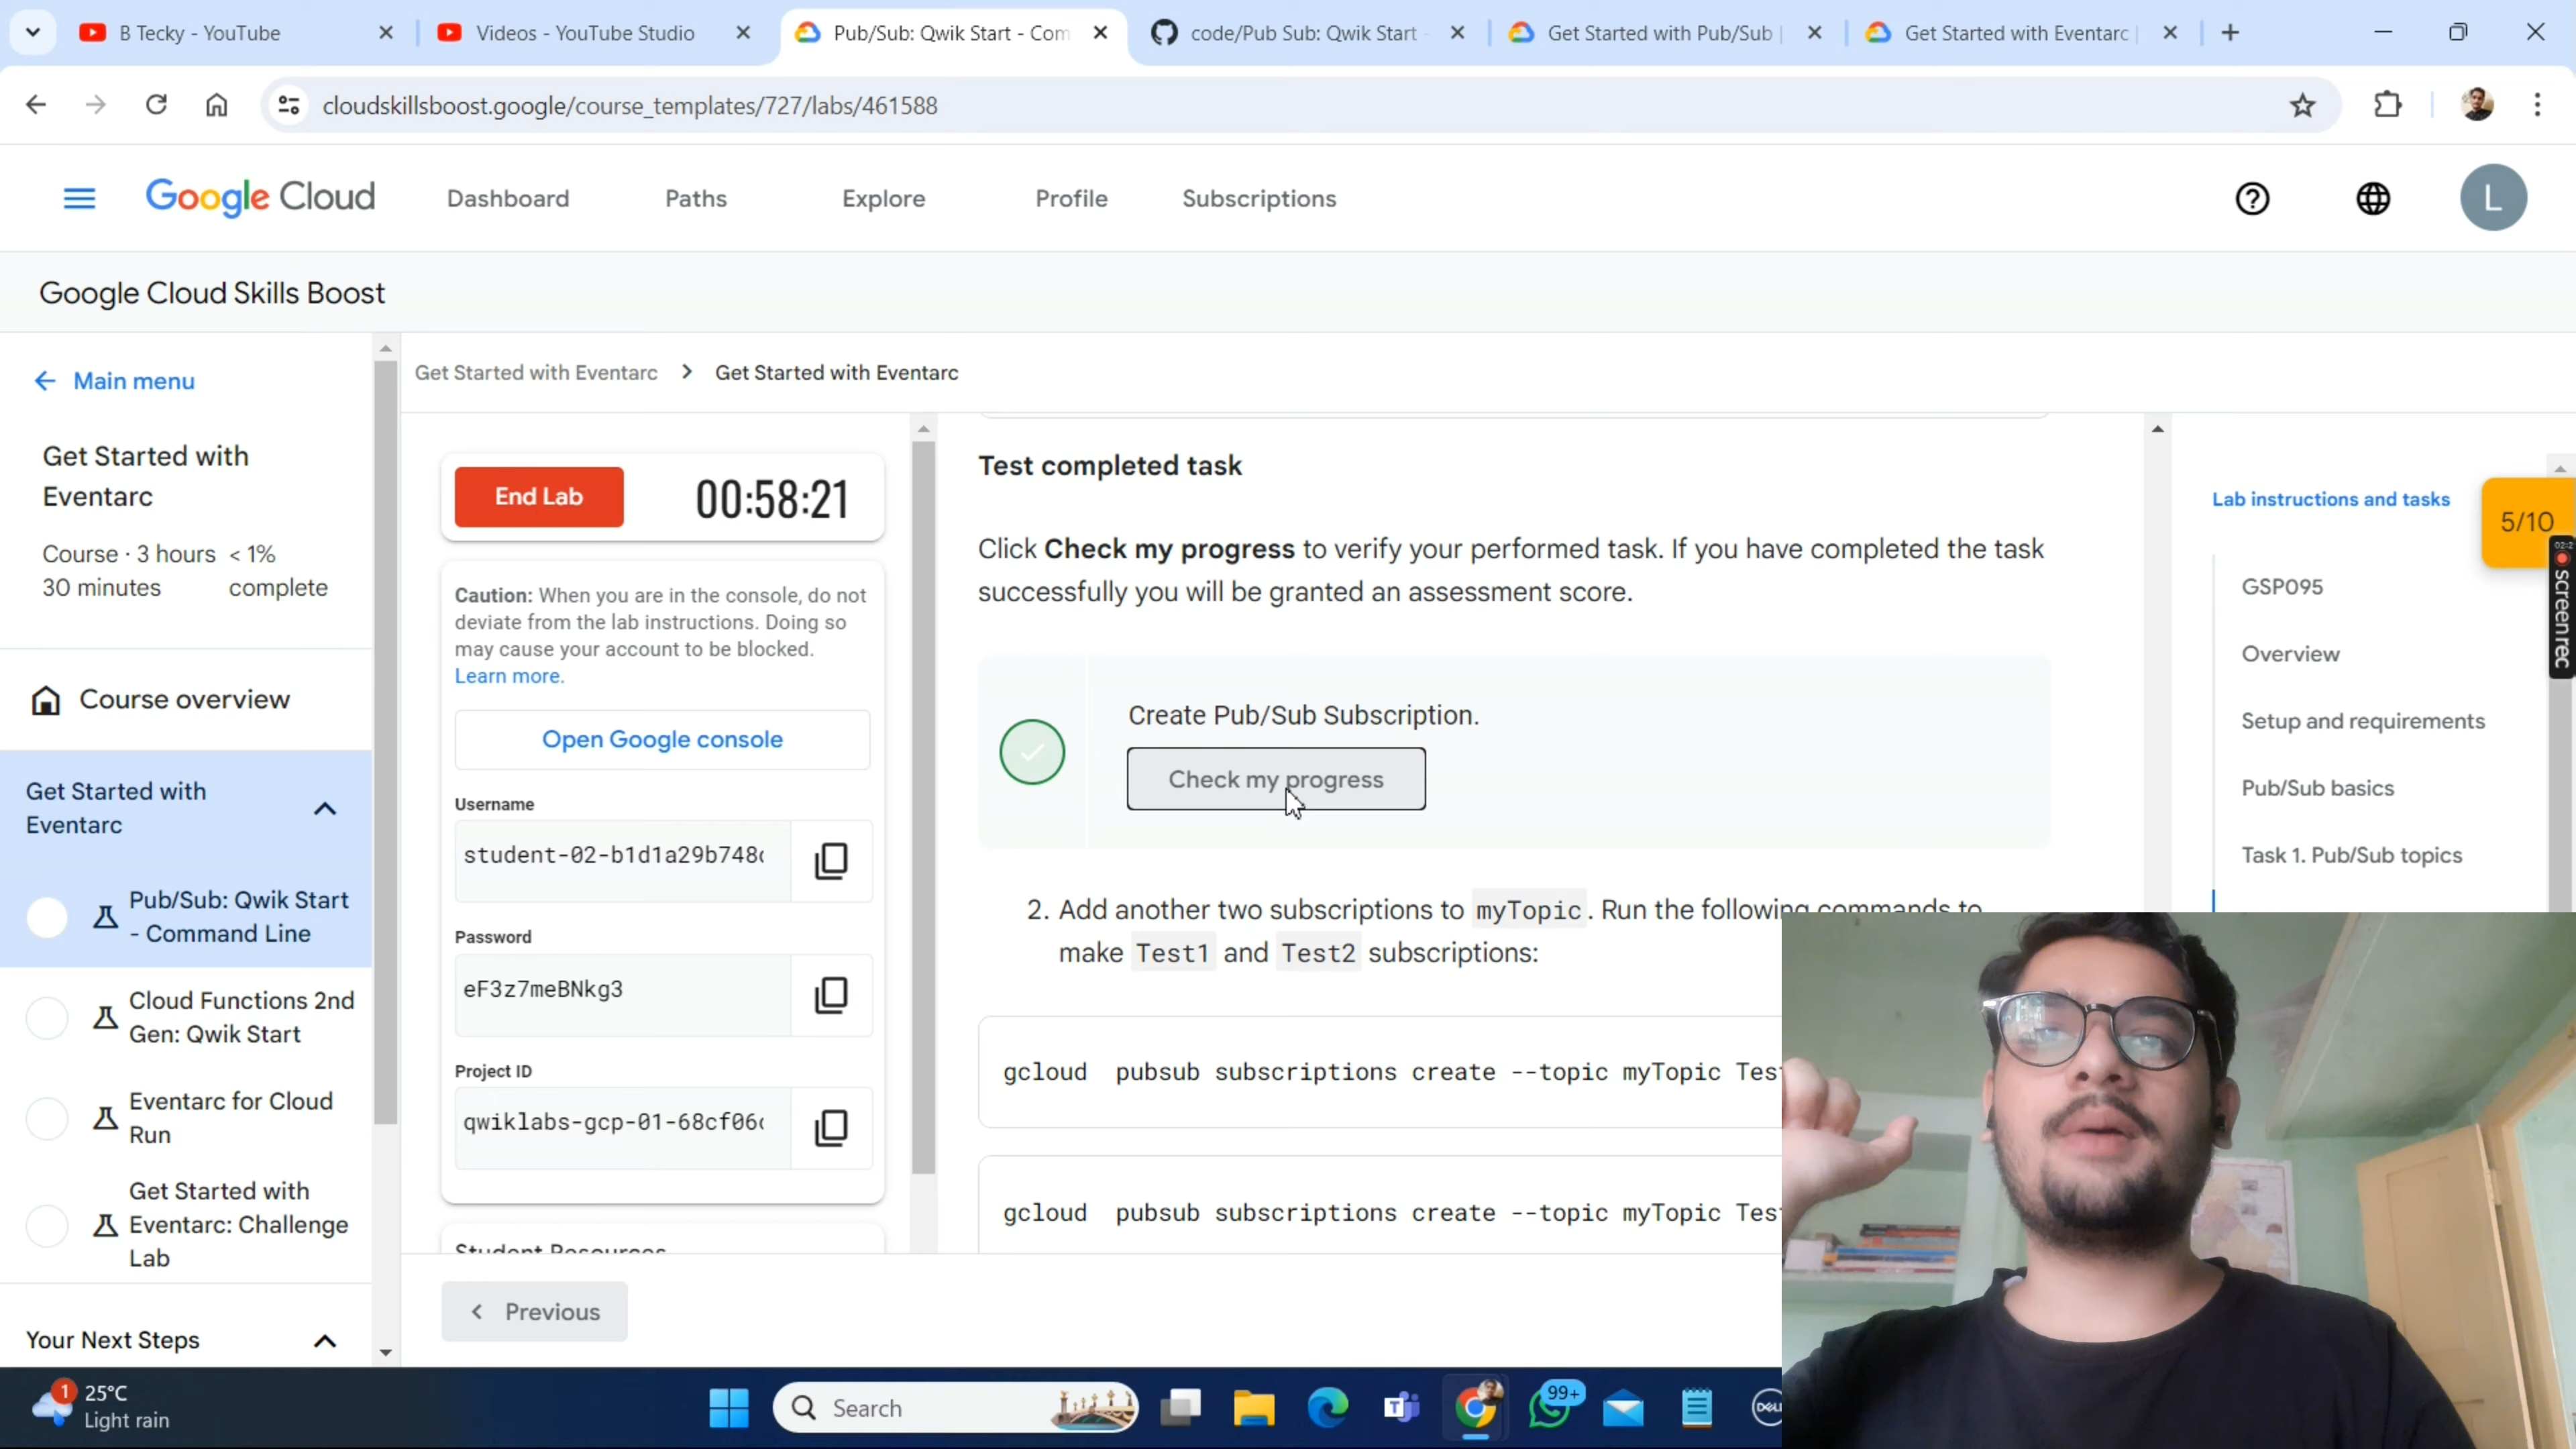 B Tecky - YouTube
Videos - YouTube Studio
Pub/Sub: Qwik Start - Com
code/Pub Sub: Qwik Start
Get Started with Pub/Sub
Get Started with Eventarc
cloudskillsboost.google/course_templates/727/labs/461588
Google Cloud
Dashboard
Paths
Explore
Profile
Subscriptions
L
Google Cloud Skills Boost
Main menu
Get Started with
Eventarc
Course · 3 hours
30 minutes
< 1%
complete
Course overview
Get Started with
Eventarc
Pub/Sub: Qwik Start
- Command Line
Cloud Functions 2nd
Gen: Qwik Start
Eventarc for Cloud
Run
Get Started with
Eventarc: Challenge
Lab
Your Next Steps
Get Started with Eventarc > Get Started with Eventarc
End Lab
00:58:21
Caution: When you are in the console, do not
deviate from the lab instructions. Doing so
may cause your account to be blocked.
Learn more.
Open Google console
Username
student-02-b1d1a29b748
Password
eF3z7meBNkg3
Project ID
qwiklabs-gcp-01-68cf06
Student Resources
Previous
Test completed task
Click Check my progress to verify your performed task. If you have completed the task
successfully you will be granted an assessment score.
Create Pub/Sub Subscription.
Check my progress
2. Add another two subscriptions to myTopic. Run the following commands to
make Test1 and Test2 subscriptions:
gcloud pubsub subscriptions create --topic myTopic Tes
gcloud pubsub subscriptions create --topic myTopic Tes
Lab instructions and tasks
5/10
02:2
screenrec
GSP095
Overview
Setup and requirements
Pub/Sub basics
Task 1. Pub/Sub topics
1
25°C
Light rain
Search
99+
DELL